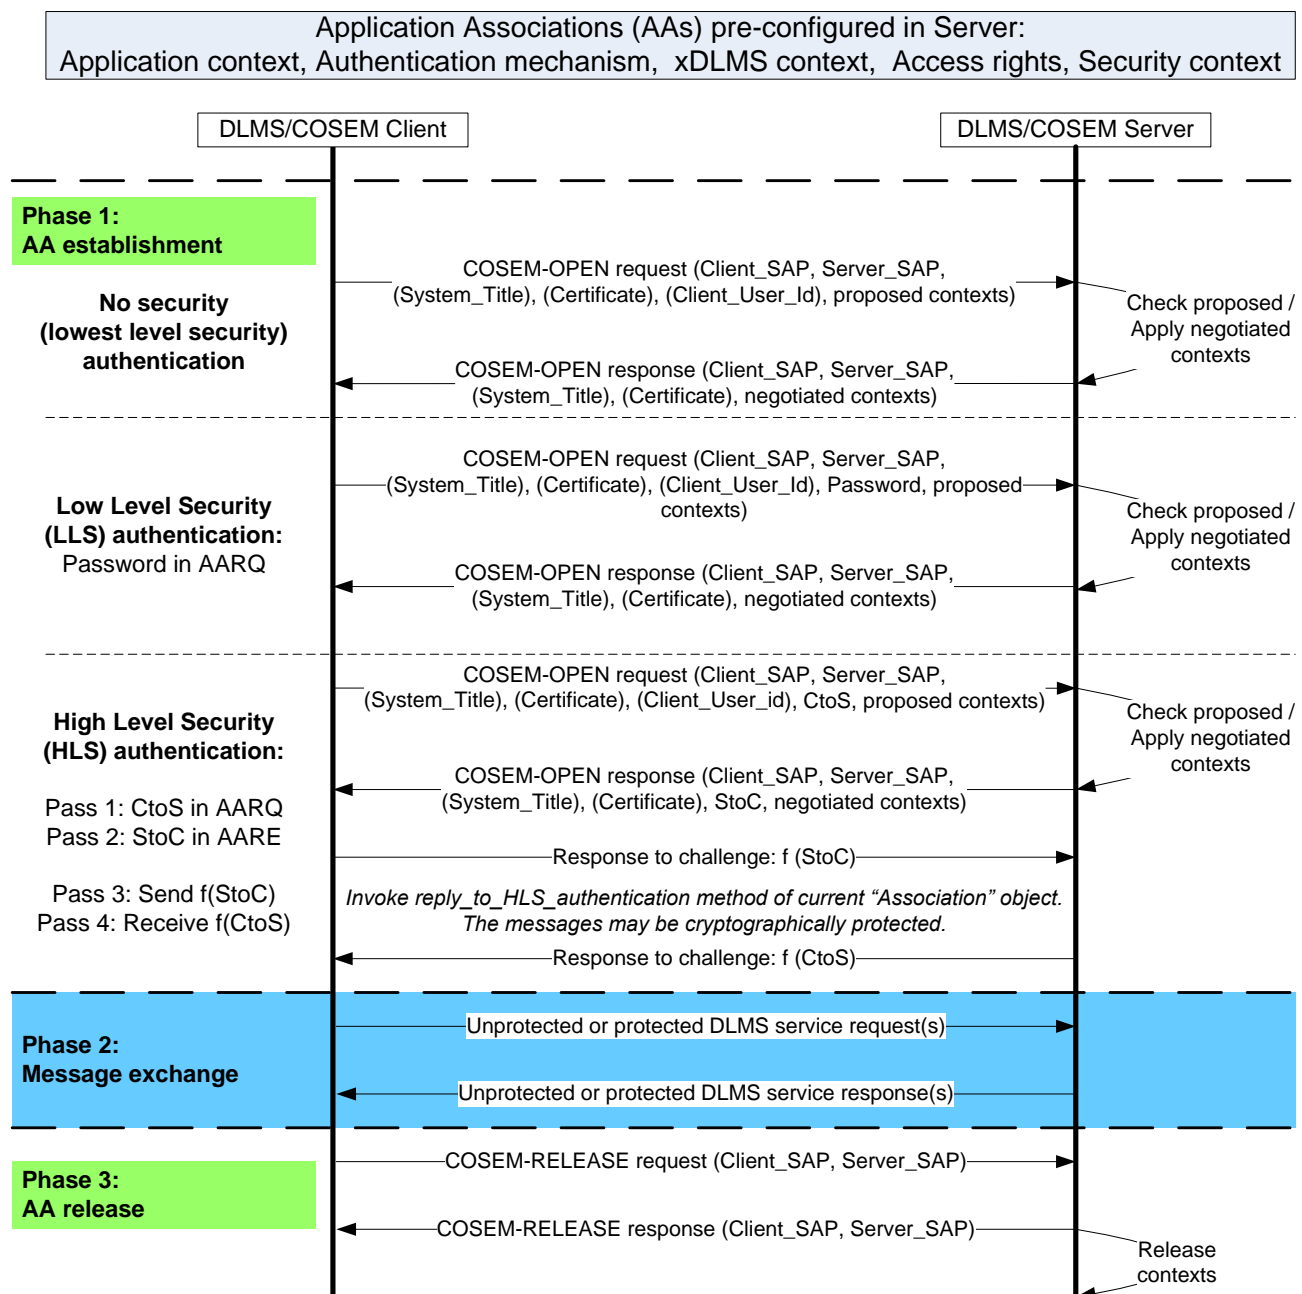 Application Associations (AAs) pre-configured in Server:
Application context, Authentication mechanism, xDLMS context, Access rights, Security context
DLMS/COSEM Client
DLMS/COSEM Server
Phase 1:
AA establishment
No security
(lowest level security)
authentication
COSEM-OPEN request (Client_SAP, Server_SAP,
(System_Title), (Certificate), (Client_User_Id), proposed contexts)
Check proposed /
Apply negotiated
contexts
COSEM-OPEN response (Client_SAP, Server_SAP,
(System_Title), (Certificate), negotiated contexts)
Low Level Security
(LLS) authentication:
Password in AARQ
COSEM-OPEN request (Client_SAP, Server_SAP,
(System_Title), (Certificate), (Client_User_Id), Password, proposed
contexts)
Check proposed /
Apply negotiated
contexts
COSEM-OPEN response (Client_SAP, Server_SAP,
(System_Title), (Certificate), negotiated contexts)
High Level Security
(HLS) authentication:
Pass 1: CtoS in AARQ
Pass 2: StoC in AARE
Pass 3: Send f(StoC)
Pass 4: Receive f(CtoS)
COSEM-OPEN request (Client_SAP, Server_SAP,
(System_Title), (Certificate), (Client_User_id), CtoS, proposed contexts)
Check proposed /
Apply negotiated
contexts
COSEM-OPEN response (Client_SAP, Server_SAP,
(System_Title), (Certificate), StoC, negotiated contexts)
Response to challenge: f (StoC)
Invoke reply_to_HLS_authentication method of current “Association” object.
The messages may be cryptographically protected.
Response to challenge: f (CtoS)
Phase 2:
Message exchange
Unprotected or protected DLMS service request(s)
Unprotected or protected DLMS service response(s)
Phase 3:
AA release
COSEM-RELEASE request (Client_SAP, Server_SAP)
COSEM-RELEASE response (Client_SAP, Server_SAP)
Release
contexts